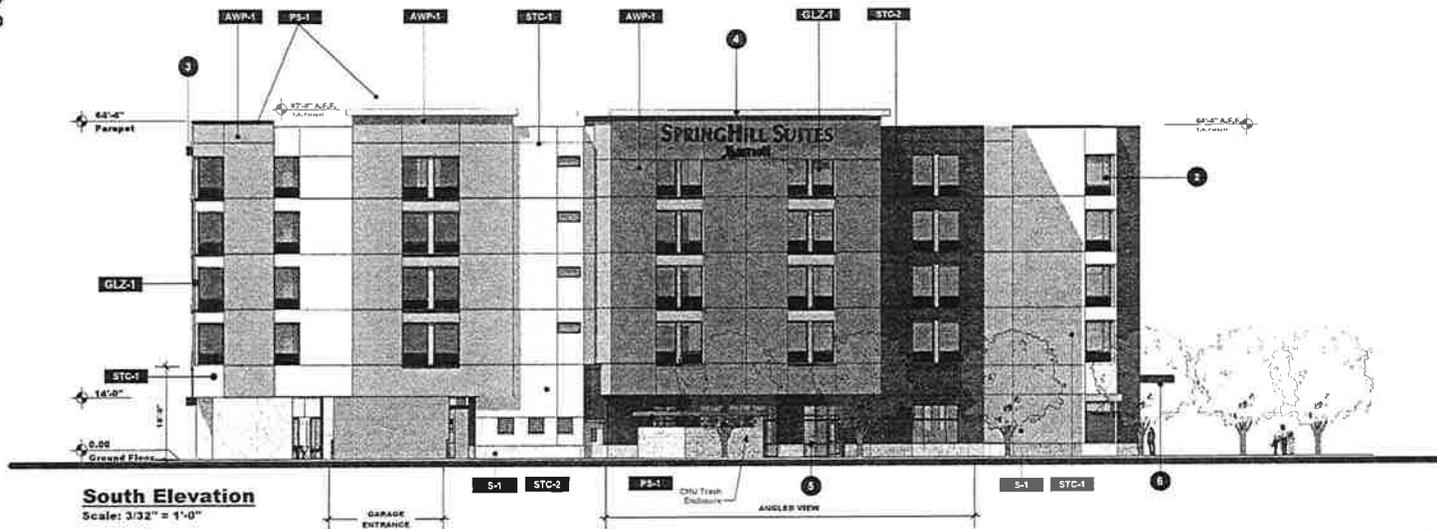 AWP-1
PS-1
AWP-1
STC-1
AWP-1
GLZ-1
STC-2
4
3
64'-4"
Parapet
67'-4" A.F.F.
SPRINGHILL SUITES
Marriott
2
GLZ-1
STC-1
14'-0"
0.00
Ground Floor
S-1
STC-2
PS-1
CMU Trash
Enclosure
5
S-1
STC-1
6
South Elevation
Scale: 3/32" = 1'-0"
GARAGE
ENTRANCE
ANGLED VIEW